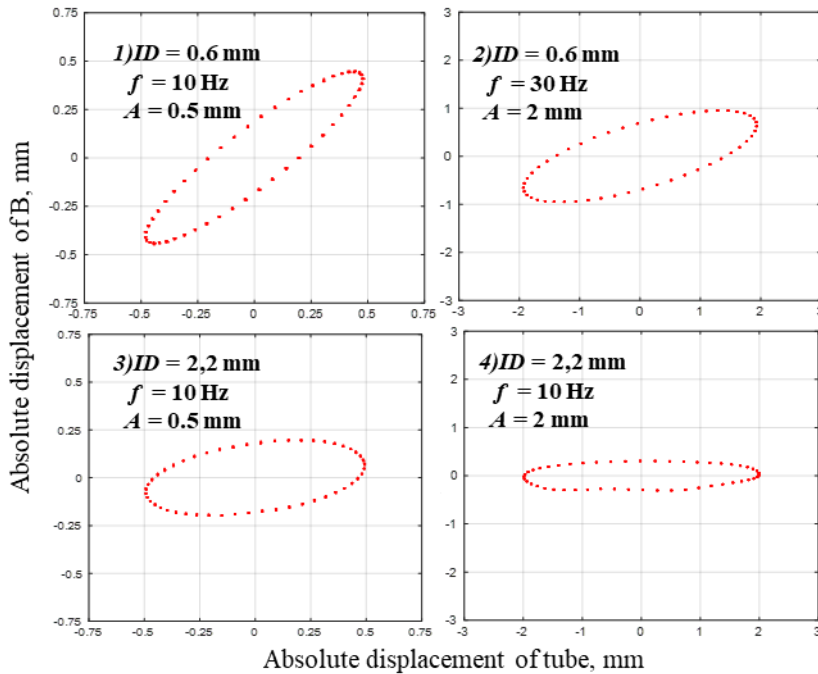 Absolute displacement of B, mm
0.75
0.5
0.25
0
-0.25
-0.5
-0.75
1)ID = 0.6 mm
f = 10 Hz
A = 0.5 mm
-0.75 -0.5 -0.25 0 0.25 0.5 0.75
3
2
1
0
-1
-2
-3
2)ID = 0.6 mm
f = 30 Hz
A = 2 mm
-3 -2 -1 0 1 2 3
0.75
0.5
0.25
0
-0.25
-0.5
-0.75
3)ID = 2,2 mm
f = 10 Hz
A = 0.5 mm
-0.75 -0.5 -0.25 0 0.25 0.5 0.75
3
2
1
0
-1
-2
-3
4)ID = 2,2 mm
f = 10 Hz
A = 2 mm
-3 -2 -1 0 1 2 3
Absolute displacement of tube, mm